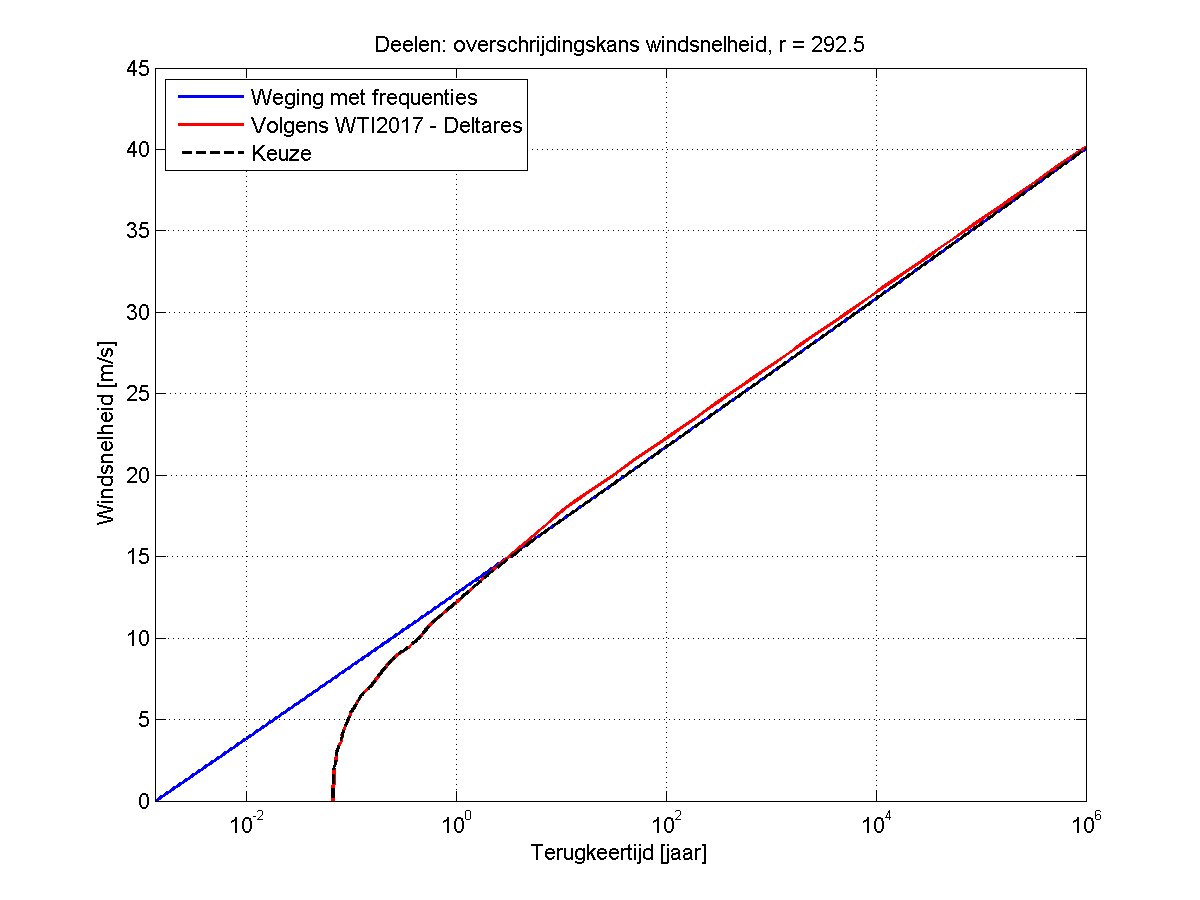 Deelen: overschrijdingskans windsnelheid, r = 292.5
45
Weging met frequenties
Volgens WTI2017 - Deltares
Keuze
40
35
30
25
20
15
10
5
0
Windsnelheid [m/s]
10^-2 10^0 10^2 10^4 10^6
Terugkeertijd [jaar]